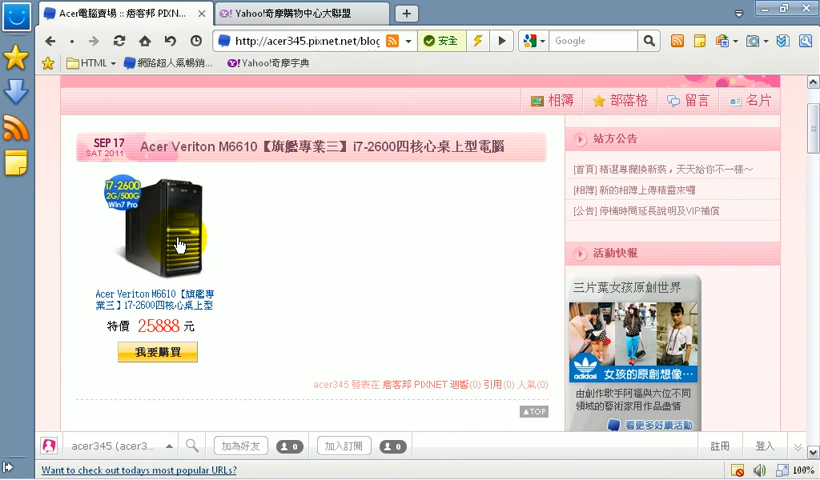 Acer電腦賣場 :: 痞客邦 PIXN...
Yahoo!奇摩購物中心大聯盟
http://acer345.pixnet.net/blog
安全
Google
HTML
網路超人氣暢銷...
Yahoo!奇摩字典
相簿
部落格
留言
名片
SEP 17
SAT 2011
Acer Veriton M6610【旗艦專業三】i7-2600四核心桌上型電腦
i7-2600
2G/500G
Win7 Pro
Acer Veriton M6610【旗艦專
業三】i7-2600四核心桌上型
特價 25888 元
我要購買
acer345 發表在 痞客邦 PIXNET 迴響(0) 引用(0) 人氣(0)
▲TOP
站方公告
[首頁] 精選專欄換新裝，天天給你不一樣～
[相簿] 新的相簿上傳精靈來囉
[公告] 停機時間延長說明及VIP補償
活動快報
三片葉女孩原創世界
adidas
女孩的原創想像...
由創作歌手阿福與六位不同
領域的藝術家用作品盡情
看更多好康活動
acer345 (acer3...
加為好友
0
加入訂閱
0
註冊
登入
Want to check out todays most popular URLs?
100%